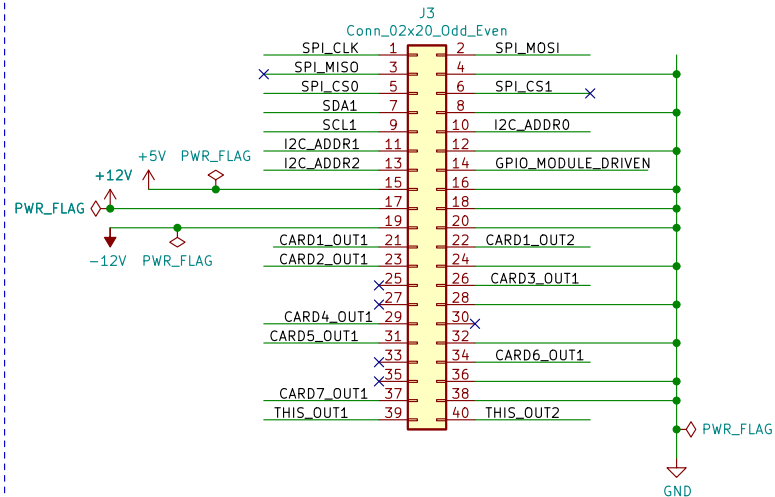 J3
Conn_02x20_Odd_Even
SPI_CLK 1 2 SPI_MOSI
SPI_MISO 3 4
SPI_CS0 5 6 SPI_CS1
SDA1 7 8
SCL1 9 10 I2C_ADDR0
I2C_ADDR1 11 12
+5V PWR_FLAG I2C_ADDR2 13 14 GPIO_MODULE_DRIVEN
+12V 15 16
PWR_FLAG 17 18
19 20
-12V PWR_FLAG
CARD1_OUT1 21 22 CARD1_OUT2
CARD2_OUT1 23 24
25 26 CARD3_OUT1
27 28
CARD4_OUT1 29 30
CARD5_OUT1 31 32
33 34 CARD6_OUT1
35 36
CARD7_OUT1 37 38
THIS_OUT1 39 40 THIS_OUT2
PWR_FLAG
GND